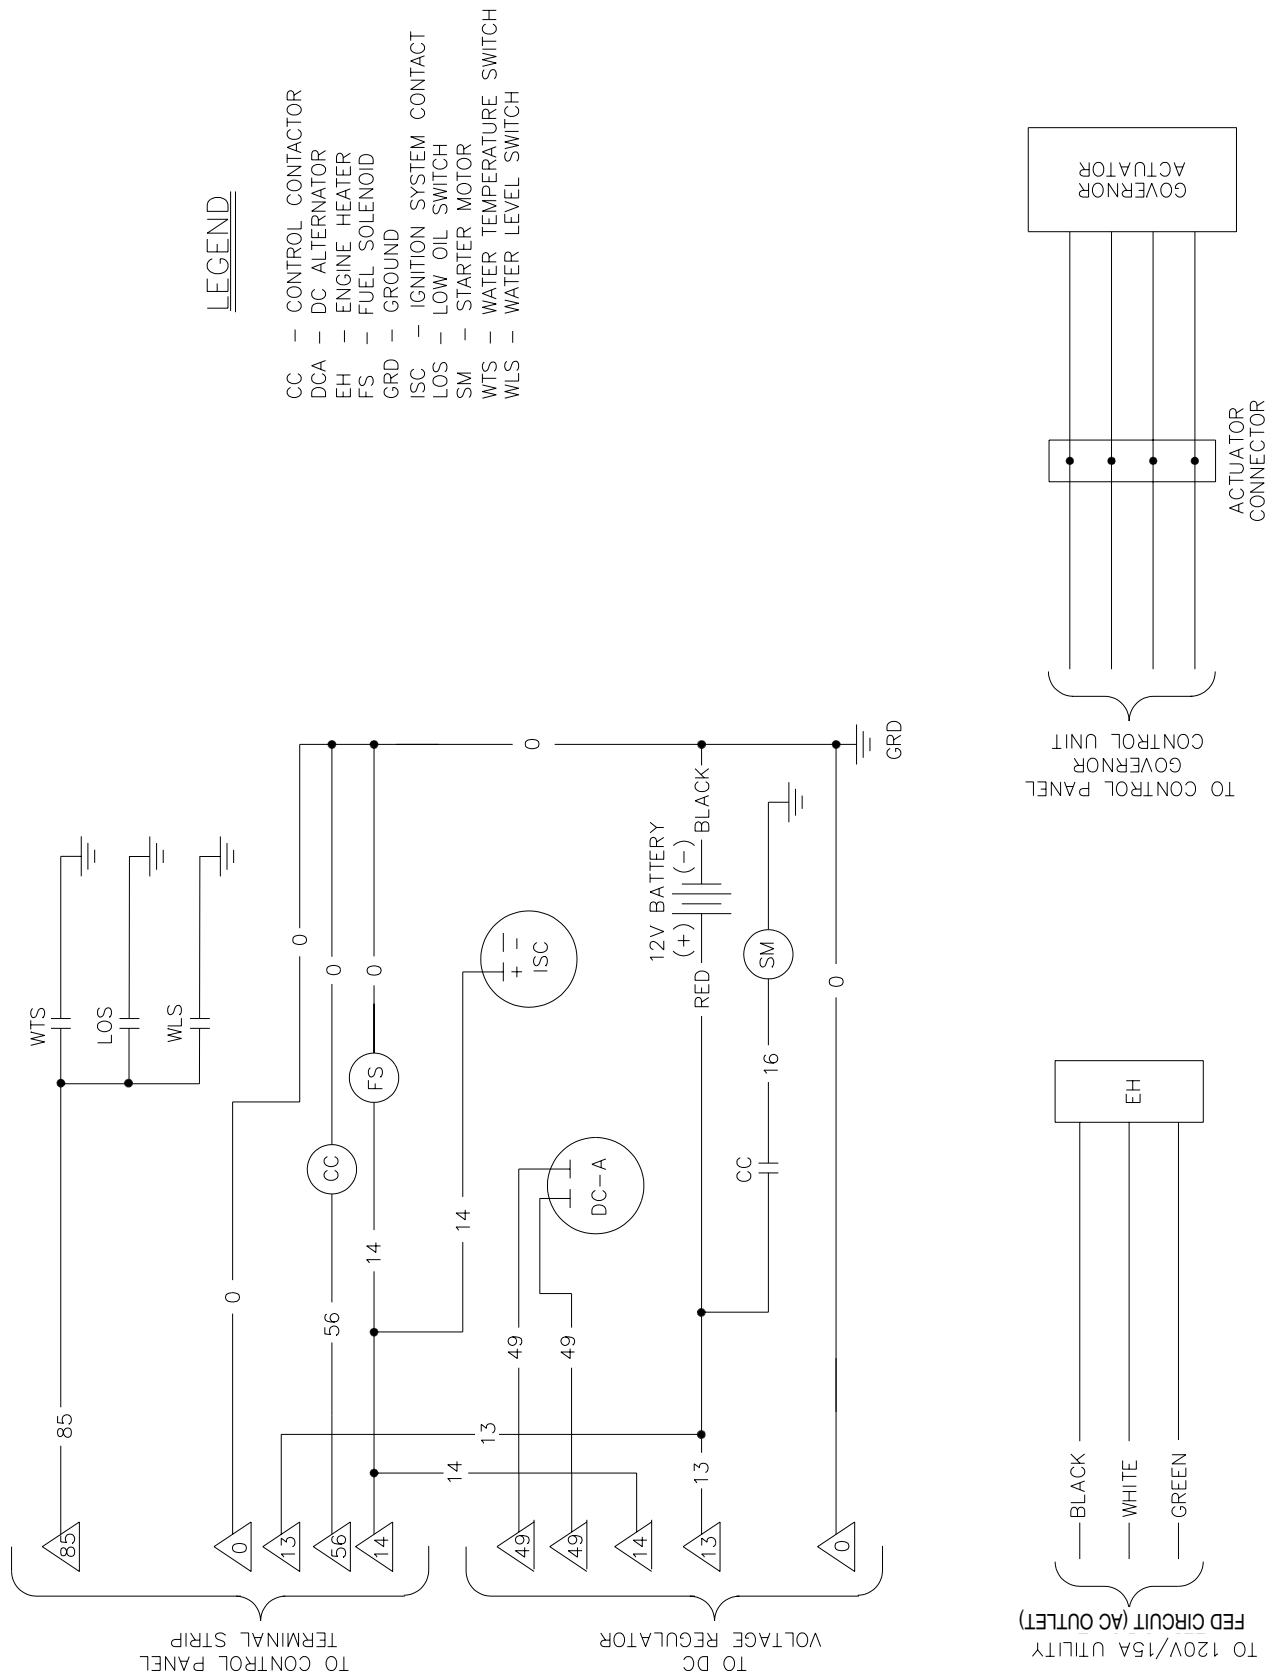 LEGEND
CC - CONTROL CONTACTOR
DCA - DC ALTERNATOR
EH - ENGINE HEATER
FS - FUEL SOLENOID
GRD - GROUND
ISC - IGNITION SYSTEM CONTACT
LOS - LOW OIL SWITCH
SM - STARTER MOTOR
WTS - WATER TEMPERATURE SWITCH
WLS - WATER LEVEL SWITCH
TO CONTROL PANEL
TERMINAL STRIP
85
85
WTS
LOS
WLS
0
0
0
13
13
56
56
CC
0
14
14
FS
0
14
14
+ -
ISC
TO DC
VOLTAGE REGULATOR
49
49
49
49
DC-A
14
13
13
RED
12V BATTERY
(+) (-)
BLACK
0
CC
16
SM
0
0
GRD
TO 120V/15A UTILITY
FED CIRCUIT (AC OUTLET)
BLACK
WHITE
GREEN
EH
TO CONTROL PANEL
GOVERNOR
CONTROL UNIT
ACTUATOR
CONNECTOR
GOVERNOR
ACTUATOR